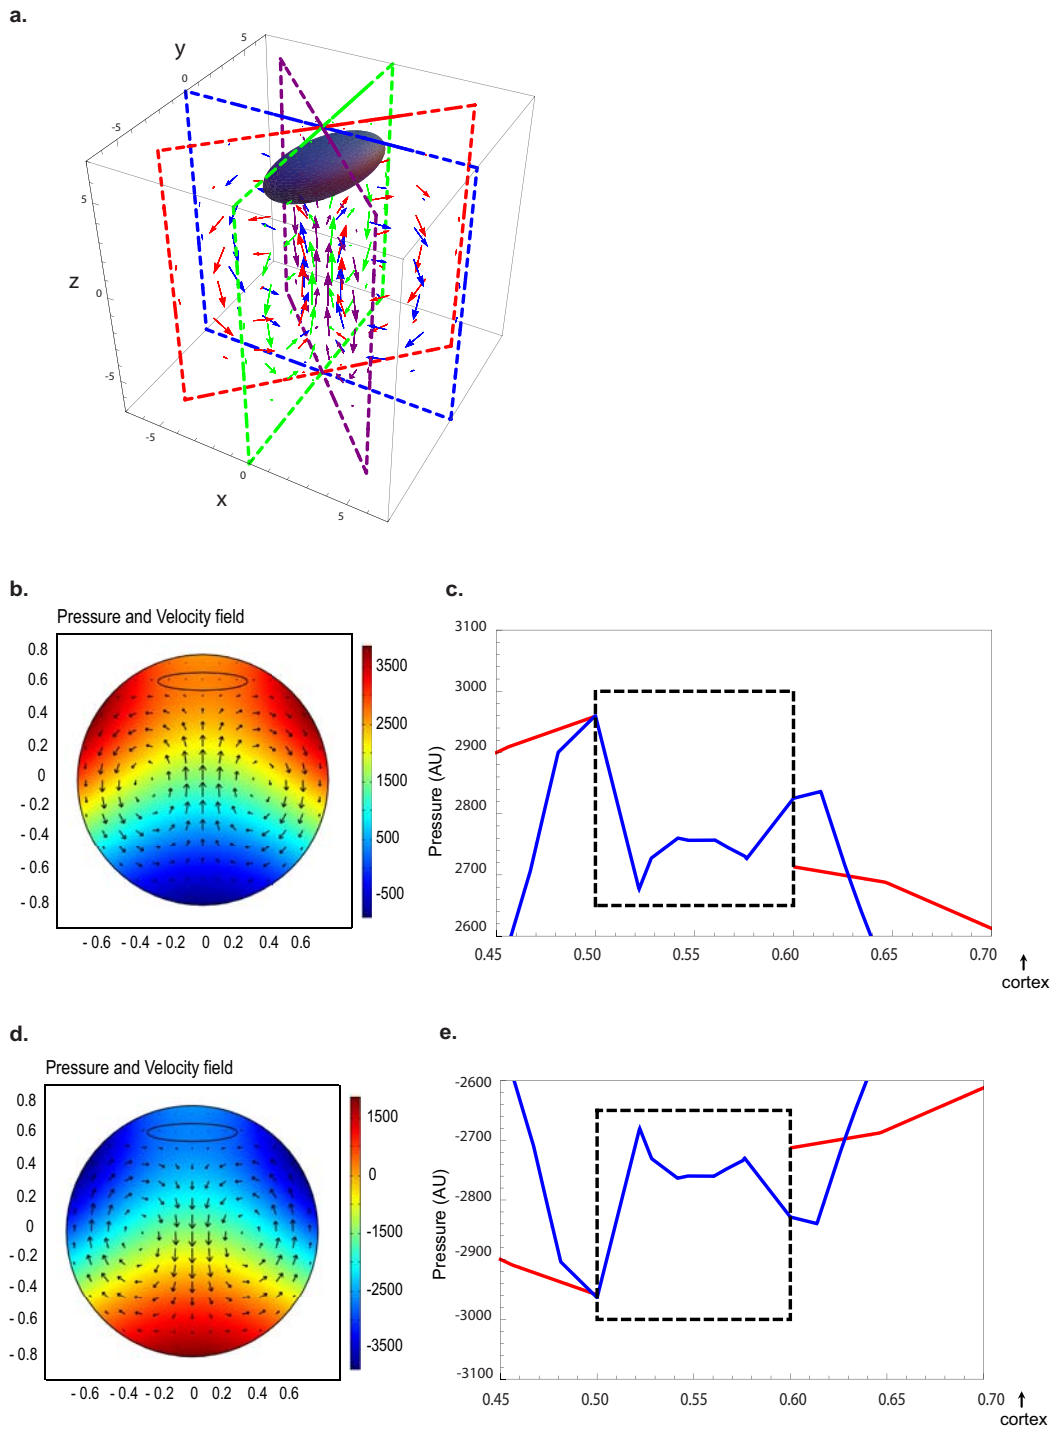 a.
y
5
0
-5
5
z
0
-5
-5
0
x
5
b.
Pressure and Velocity field
0.8
0.6
0.4
0.2
0
- 0.2
- 0.4
- 0.6
- 0.8
- 0.6 - 0.4 - 0.2 0 0.2 0.4 0.6
3500
2500
1500
500
-500
c.
Pressure (AU)
3100
3000
2900
2800
2700
2600
0.45 0.50 0.55 0.60 0.65 0.70
cortex
d.
Pressure and Velocity field
0.8
0.6
0.4
0.2
0
- 0.2
- 0.4
- 0.6
- 0.8
- 0.6 - 0.4 - 0.2 0 0.2 0.4 0.6
1500
0
-1500
-2500
-3500
e.
Pressure (AU)
-2600
-2700
-2800
-2900
-3000
-3100
0.45 0.50 0.55 0.60 0.65 0.70
cortex